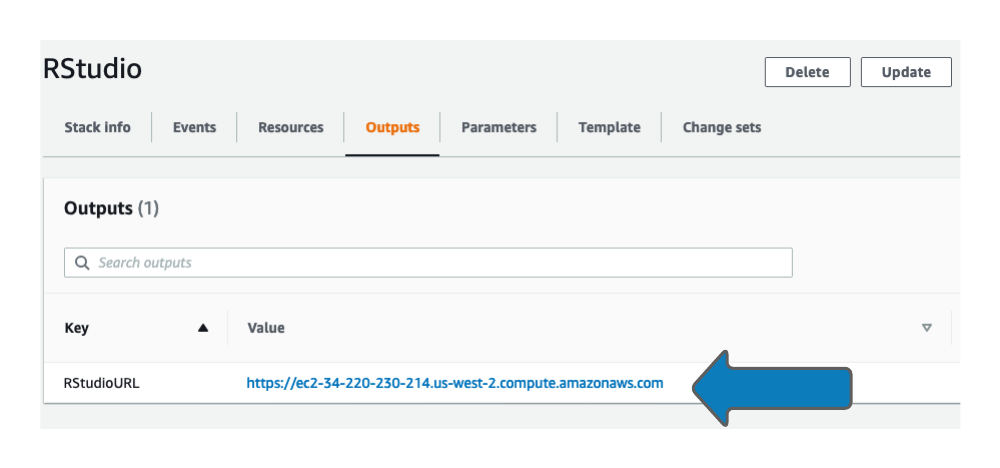 RStudio
Delete Update
Stack info Events Resources Outputs Parameters Template Change sets
Outputs (1)
Search outputs
Key Value
RStudioURL https://ec2-34-220-230-214.us-west-2.compute.amazonaws.com